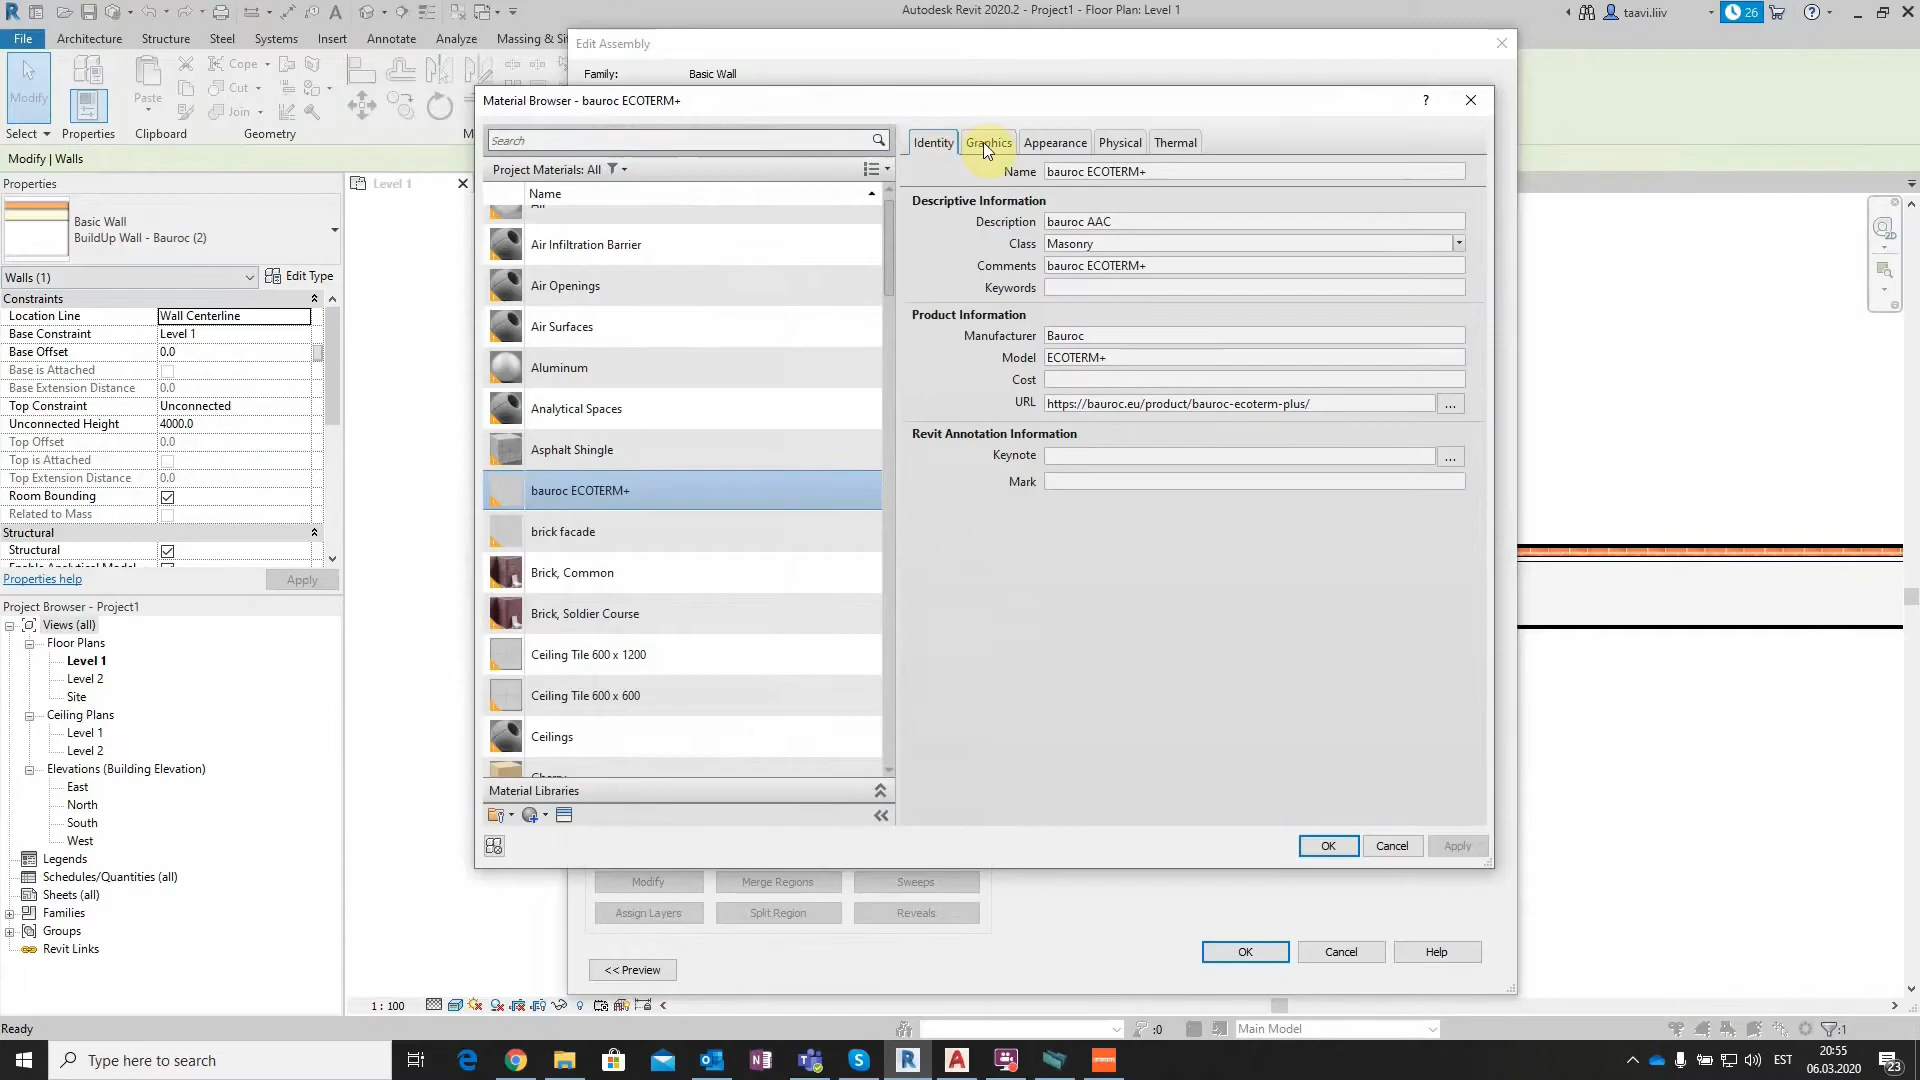 Autodesk Revit 2020.2 - Project1 - Floor Plan: Level 1
taavi.liiv
26
File Architecture Structure Steel Systems Insert Annotate Analyze Massing & Si
Edit Assembly
Family: Basic Wall
Modify
Paste
Cope
Cut
Join
Select Properties Clipboard Geometry M
Modify | Walls
Properties
Basic Wall
BuildUp Wall - Bauroc (2)
Walls (1) Edit Type
Constraints
Location Line Wall Centerline
Base Constraint Level 1
Base Offset 0.0
Base is Attached
Base Extension Distance 0.0
Top Constraint Unconnected
Unconnected Height 4000.0
Top Offset 0.0
Top is Attached
Top Extension Distance 0.0
Room Bounding
Related to Mass
Structural
Structural
Enable Analytical Model
Properties help Apply
Project Browser - Project1
Views (all)
Floor Plans
Level 1
Level 2
Site
Ceiling Plans
Level 1
Level 2
Elevations (Building Elevation)
East
North
South
West
Legends
Schedules/Quantities (all)
Sheets (all)
Families
Groups
Revit Links
Level 1
Material Browser - bauroc ECOTERM+
?
Search
Project Materials: All
Name
Air
Air Infiltration Barrier
Air Openings
Air Surfaces
Aluminum
Analytical Spaces
Asphalt Shingle
bauroc ECOTERM+
brick facade
Brick, Common
Brick, Soldier Course
Ceiling Tile 600 x 1200
Ceiling Tile 600 x 600
Ceilings
Cherry
Material Libraries
Identity Graphics Appearance Physical Thermal
Name bauroc ECOTERM+
Descriptive Information
Description bauroc AAC
Class Masonry
Comments bauroc ECOTERM+
Keywords
Product Information
Manufacturer Bauroc
Model ECOTERM+
Cost
URL https://bauroc.eu/product/bauroc-ecoterm-plus/ ...
Revit Annotation Information
Keynote ...
Mark
OK Cancel Apply
Modify Merge Regions Sweeps
Assign Layers Split Region Reveals
OK Cancel Help
<< Preview
2D
1 : 100
Ready
:0
Main Model
:1
Type here to search
EST
20:55
06.03.2020
23